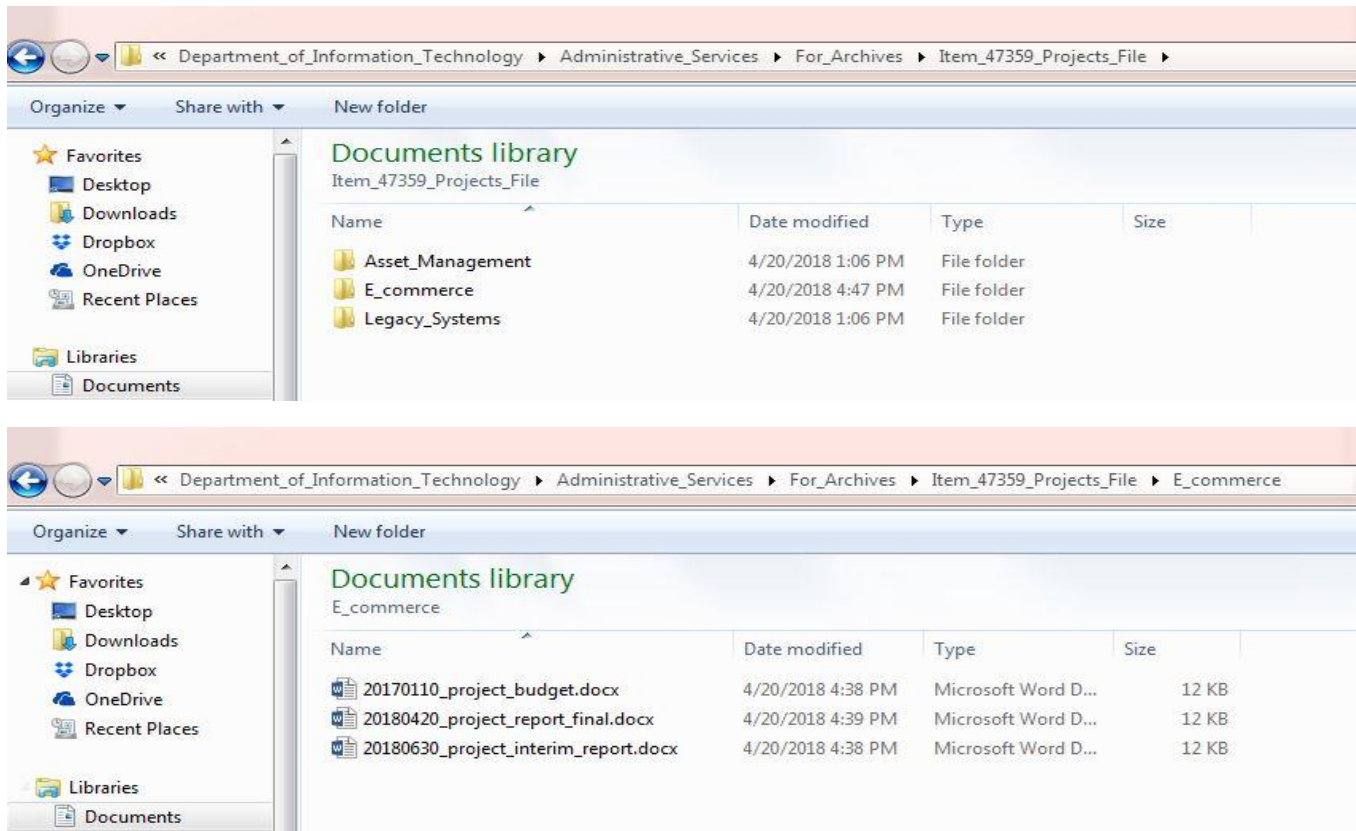 « Department_of_Information_Technology ▸ Administrative_Services ▸ For_Archives ▸ Item_47359_Projects_File ▸
Organize ▾ Share with ▾ New folder
Favorites
Desktop
Downloads
Dropbox
OneDrive
Recent Places
Libraries
Documents
Documents library
Item_47359_Projects_File
Name Date modified Type Size
Asset_Management 4/20/2018 1:06 PM File folder
E_commerce 4/20/2018 4:47 PM File folder
Legacy_Systems 4/20/2018 1:06 PM File folder
« Department_of_Information_Technology ▸ Administrative_Services ▸ For_Archives ▸ Item_47359_Projects_File ▸ E_commerce
Organize ▾ Share with ▾ New folder
Favorites
Desktop
Downloads
Dropbox
OneDrive
Recent Places
Libraries
Documents
Documents library
E_commerce
Name Date modified Type Size
20170110_project_budget.docx 4/20/2018 4:38 PM Microsoft Word D... 12 KB
20180420_project_report_final.docx 4/20/2018 4:39 PM Microsoft Word D... 12 KB
20180630_project_interim_report.docx 4/20/2018 4:38 PM Microsoft Word D... 12 KB